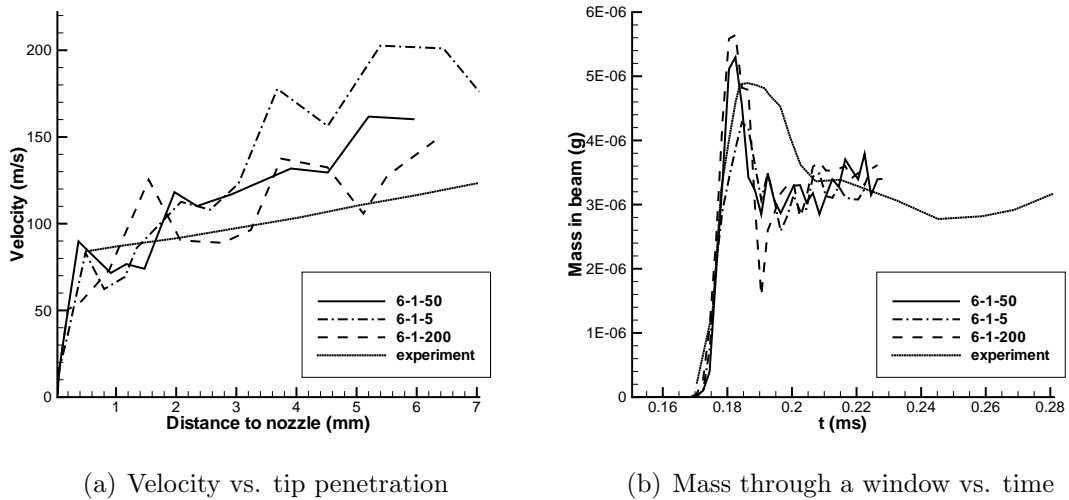 Velocity (m/s)
200
150
100
50
0
1 2 3 4 5 6 7
Distance to nozzle (mm)
6-1-50
6-1-5
6-1-200
experiment
(a) Velocity vs. tip penetration
Mass in beam (g)
6E-06
5E-06
4E-06
3E-06
2E-06
1E-06
0
0.16 0.18 0.2 0.22 0.24 0.26 0.28
t (ms)
6-1-50
6-1-5
6-1-200
experiment
(b) Mass through a window vs. time